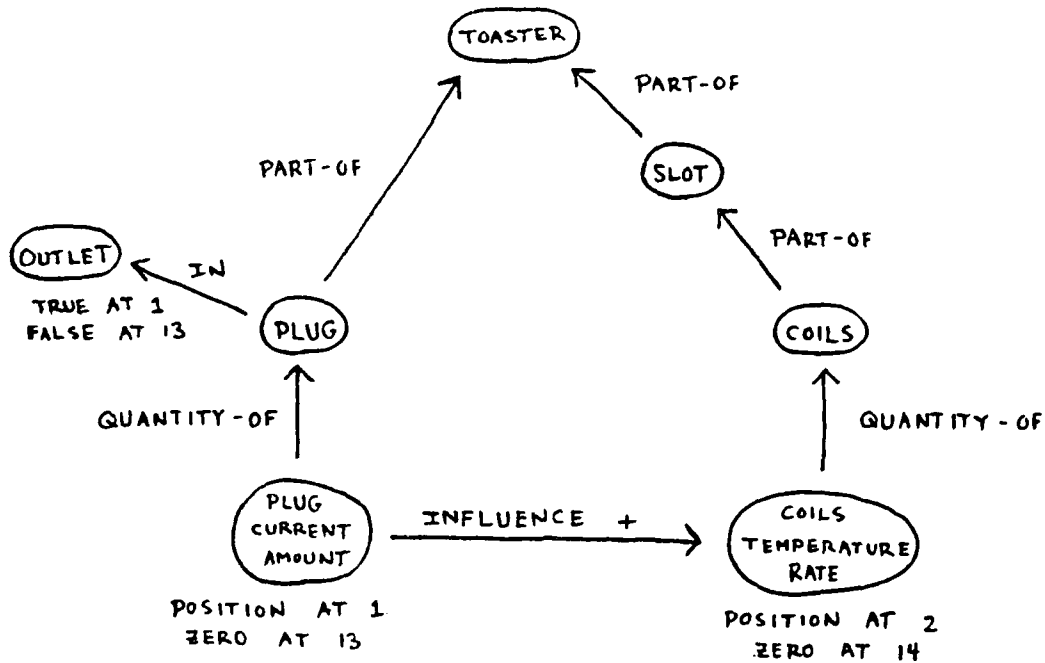 TOASTER
PART-OF
PART-OF
SLOT
PART-OF
OUTLET
IN
TRUE AT 1
FALSE AT 13
PLUG
COILS
QUANTITY-OF
QUANTITY-OF
PLUG
CURRENT
AMOUNT
INFLUENCE +
COILS
TEMPERATURE
RATE
POSITION AT 1
ZERO AT 13
POSITION AT 2
ZERO AT 14